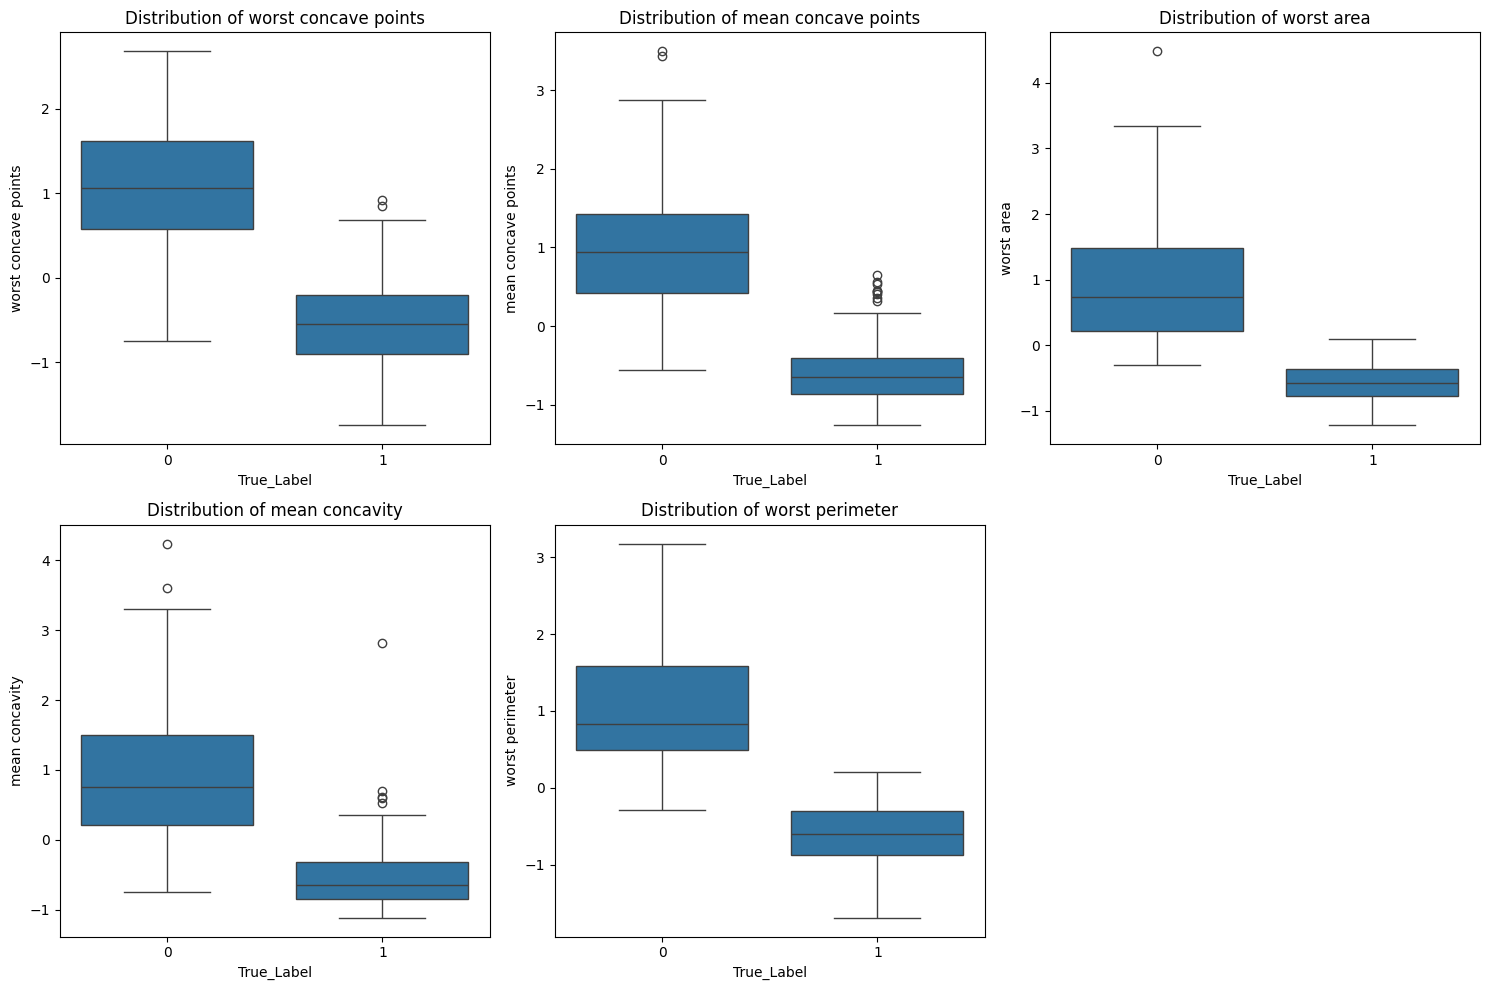 Distribution of worst concave points
worst concave points
2
1
0
−1
0
1
True_Label
Distribution of mean concave points
mean concave points
3
2
1
0
−1
0
1
True_Label
Distribution of worst area
worst area
4
3
2
1
0
−1
0
1
True_Label
Distribution of mean concavity
mean concavity
4
3
2
1
0
−1
0
1
True_Label
Distribution of worst perimeter
worst perimeter
3
2
1
0
−1
0
1
True_Label